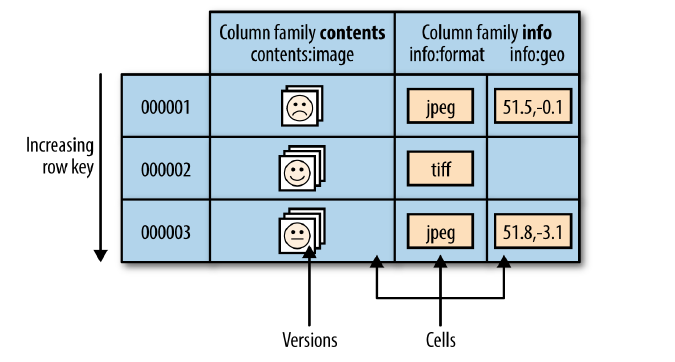 Column family contents
contents:image
Column family info
info:format info:geo
Increasing
row key
000001
jpeg
51.5,-0.1
000002
tiff
000003
jpeg
51.8,-3.1
Versions
Cells